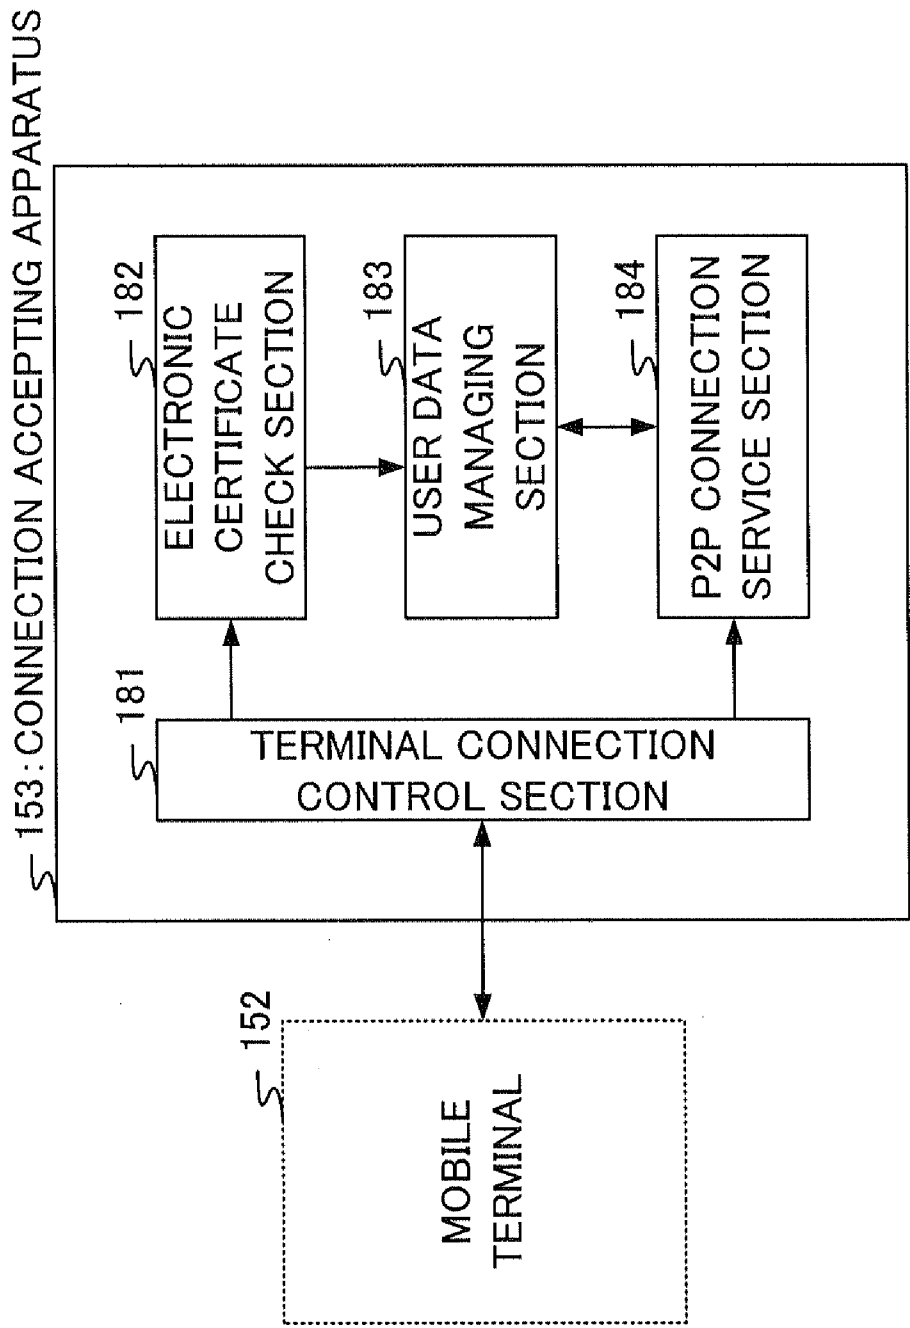 153:CONNECTION ACCEPTING APPARATUS
182
ELECTRONIC
CERTIFICATE
CHECK SECTION
183
USER DATA
MANAGING
SECTION
184
P2P CONNECTION
SERVICE SECTION
181
TERMINAL CONNECTION
CONTROL SECTION
152
MOBILE
TERMINAL